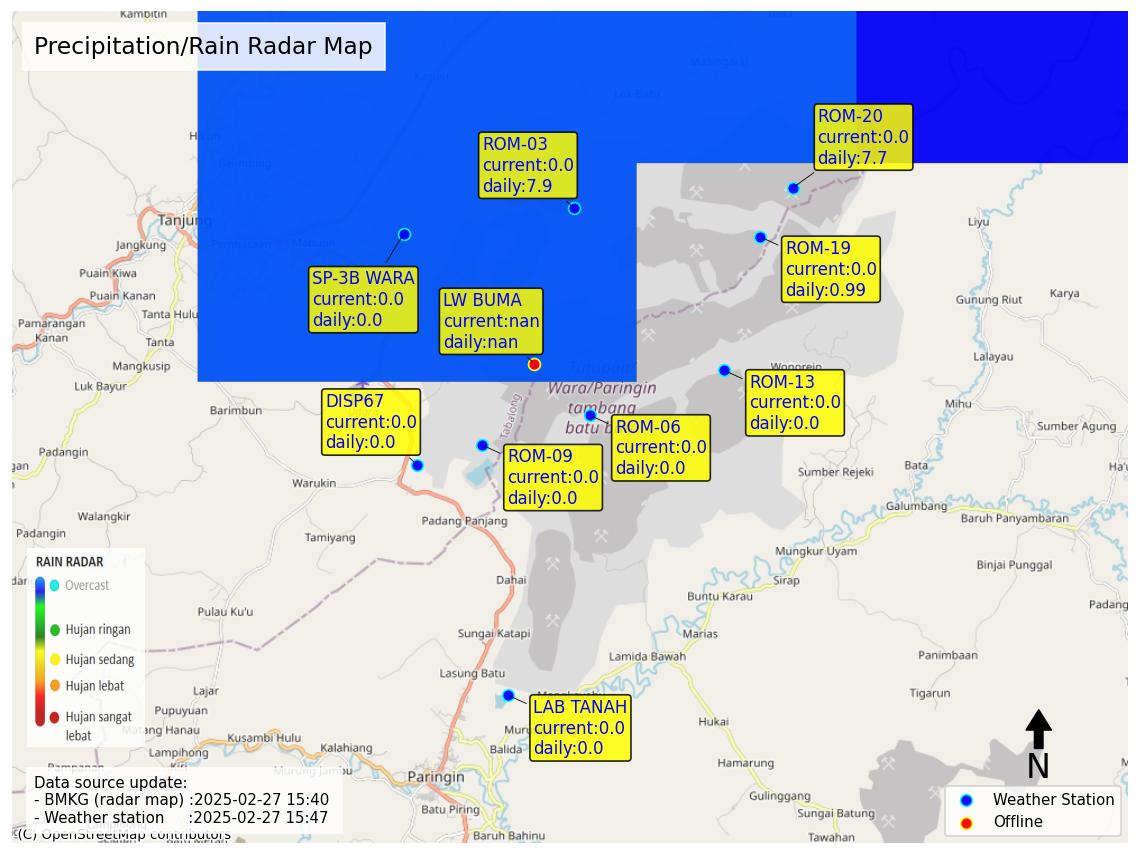 Kambitin
Precipitation/Rain Radar Map
Kapuju
Maningakal
Luk Batu
ROM-20
current:0.0
daily:7.7
ROM-03
current:0.0
daily:7.9
Tanjung
Jangkung
Liyu
ROM-19
current:0.0
daily:0.99
SP-3B WARA
current:0.0
daily:0.0
Puain Kiwa
Puain Kanan
Tanta Hulu
LW BUMA
current:nan
daily:nan
Gunung Riut
Karya
Pamarangan
Kanan
Tanta
Mangkusip
Luk Bayur
Lalayau
Wonorejo
Wara/Paringin
tambang
batu b
ROM-13
current:0.0
daily:0.0
Mihu
DISP67
current:0.0
daily:0.0
Barimbun
Tabalong
ROM-06
current:0.0
daily:0.0
Sumber Agung
Padangin
gan
ROM-09
current:0.0
daily:0.0
Bata
Ha'u
Sumber Rejeki
Warukin
Galumbang
Walangkir
Padang Panjang
Baruh Panyambaran
Padangin
Tamiyang
Mungkur Uyam
Binjai Punggal
RAIN RADAR
Overcast
Hujan ringan
Hujan sedang
Hujan lebat
Hujan sangat
lebat
Dahai
Sirap
Buntu Karau
Padang
Pulau Ku'u
Sungai Katapi
Marias
Lamida Bawah
Panimbaan
Lasung Batu
Lajar
Tigarun
LAB TANAH
current:0.0
daily:0.0
Pupuyuan
Matang Hanau
Kusambi Hulu
Hukai
Lampihong
Kalahiang
Balida
N
Hamarung
Murung Jambu
Paringin
Data source update:
- BMKG (radar map) :2025-02-27 15:40
- Weather station :2025-02-27 15:47
Batu Piring
Gulinggang
Weather Station
Offline
Sungai Batung
Baruh Bahinu
Tawahan
(C) OpenStreetMap contributors